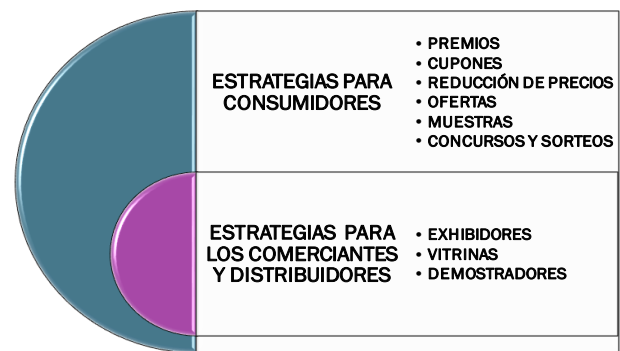 ESTRATEGIAS PARA
CONSUMIDORES
• PREMIOS
• CUPONES
• REDUCCIÓN DE PRECIOS
• OFERTAS
• MUESTRAS
• CONCURSOS Y SORTEOS
ESTRATEGIAS PARA
LOS COMERCIANTES
Y DISTRIBUIDORES
• EXHIBIDORES
• VITRINAS
• DEMOSTRADORES